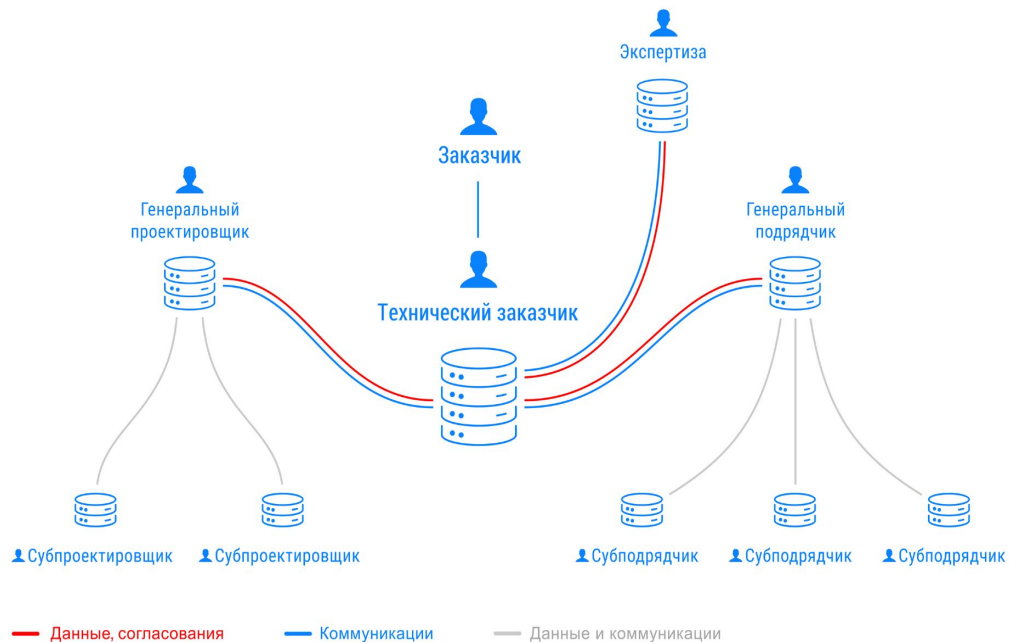 Экспертиза
Заказчик
Генеральный
проектировщик
Генеральный
подрядчик
Технический заказчик
Субпроектировщик
Субпроектировщик
Субподрядчик
Субподрядчик
Субподрядчик
Данные, согласования
Коммуникации
Данные и коммуникации